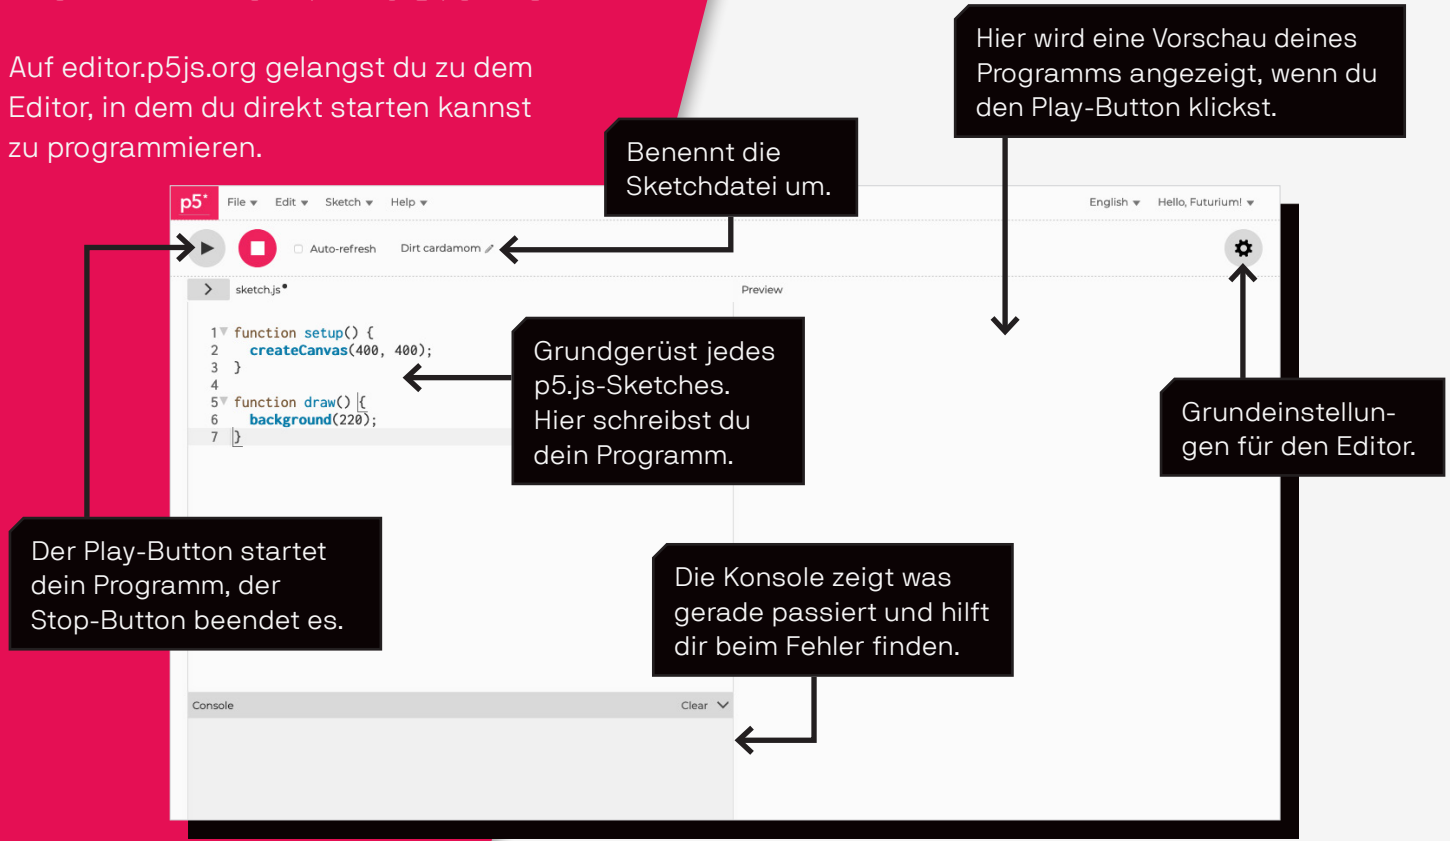 Auf editor.p5js.org gelangst du zu dem
Editor, in dem du direkt starten kannst
zu programmieren.
Hier wird eine Vorschau deines
Programms angezeigt, wenn du
den Play-Button klickst.
Benennt die
Sketchdatei um.
p5* File Edit Sketch Help English Hello, Futurium!
Auto-refresh Dirt cardamom
sketch.js Preview
1 function setup() {
2 createCanvas(400, 400);
3 }
4
5 function draw() {
6 background(220);
7 }
Grundgerüst jedes
p5.js-Sketches.
Hier schreibst du
dein Programm.
Grundeinstellun-
gen für den Editor.
Der Play-Button startet
dein Programm, der
Stop-Button beendet es.
Die Konsole zeigt was
gerade passiert und hilft
dir beim Fehler finden.
Console Clear